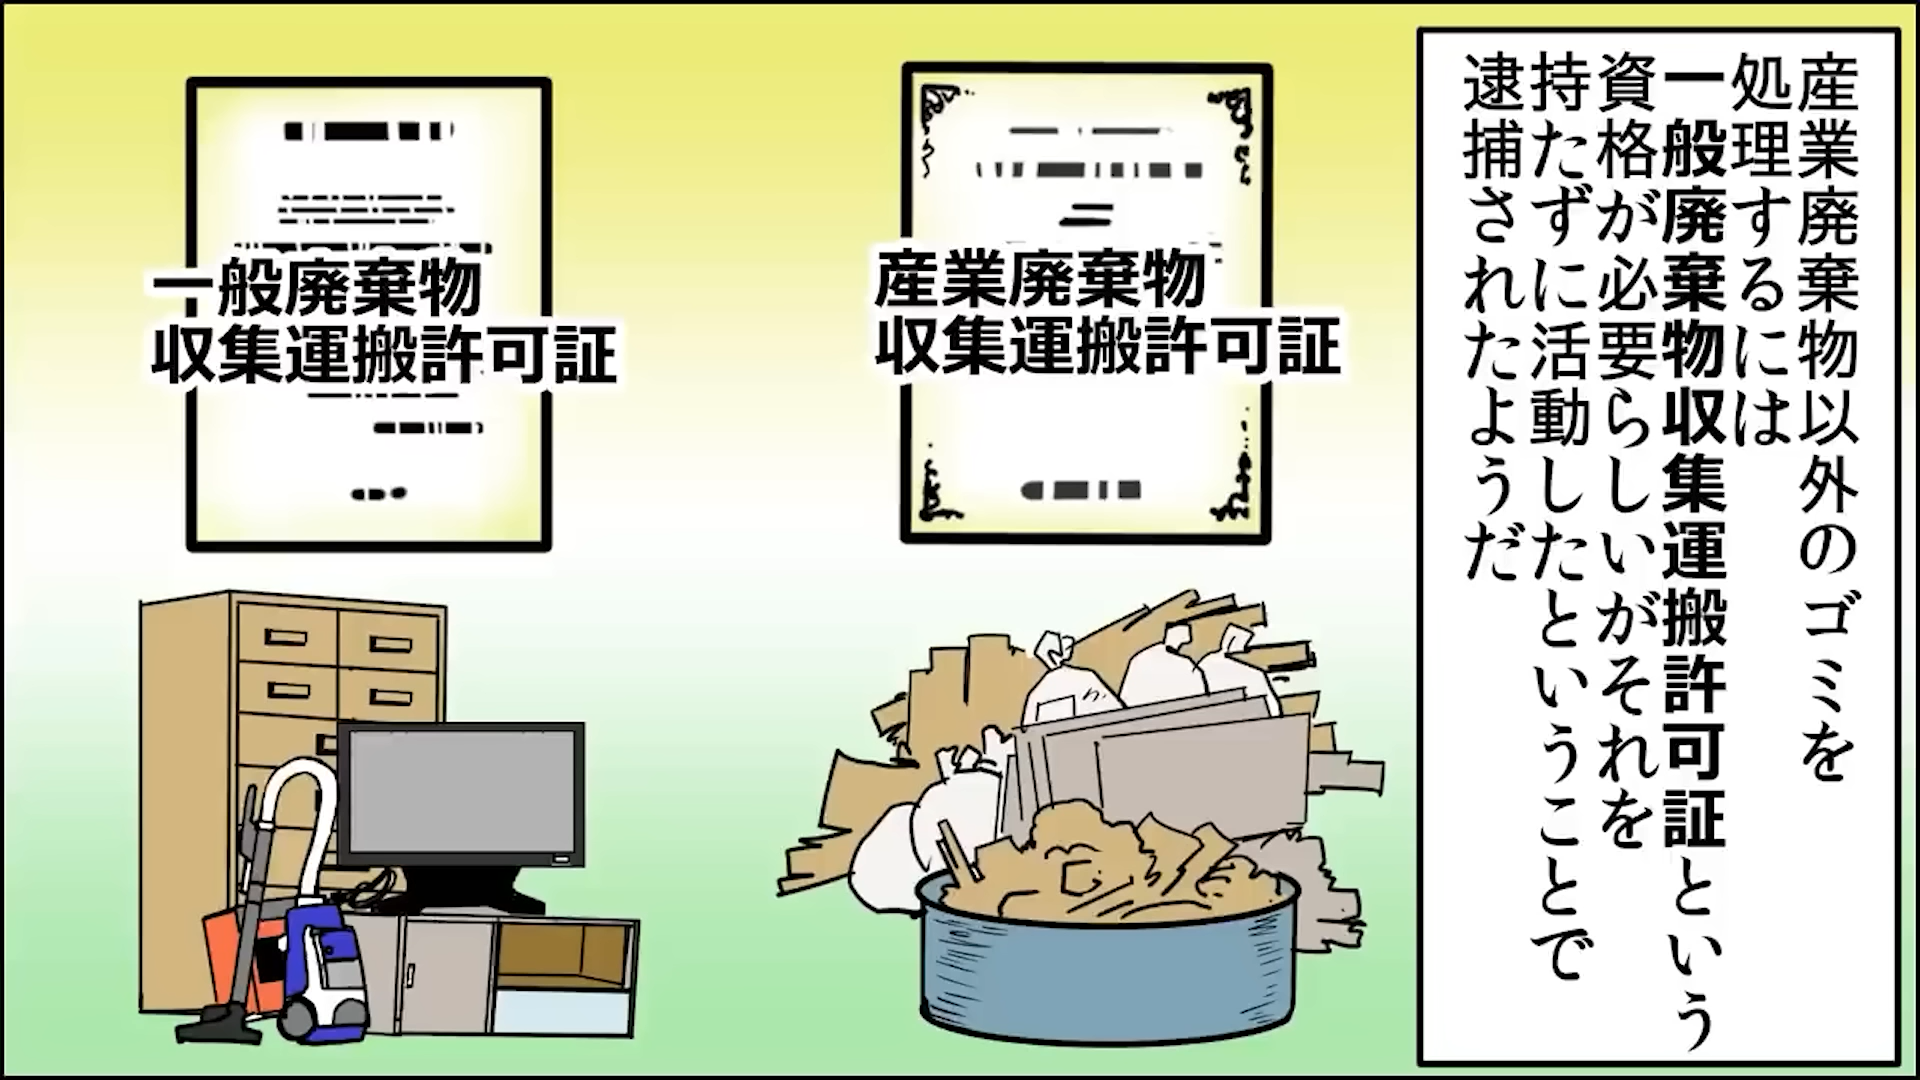 産業廃棄物以外のゴミを
処理するには
一般廃棄物収集運搬許可証という
資格が必要らしいがそれを
持たずに活動したということで
逮捕されたようだ
一般廃棄物
収集運搬許可証
産業廃棄物
収集運搬許可証